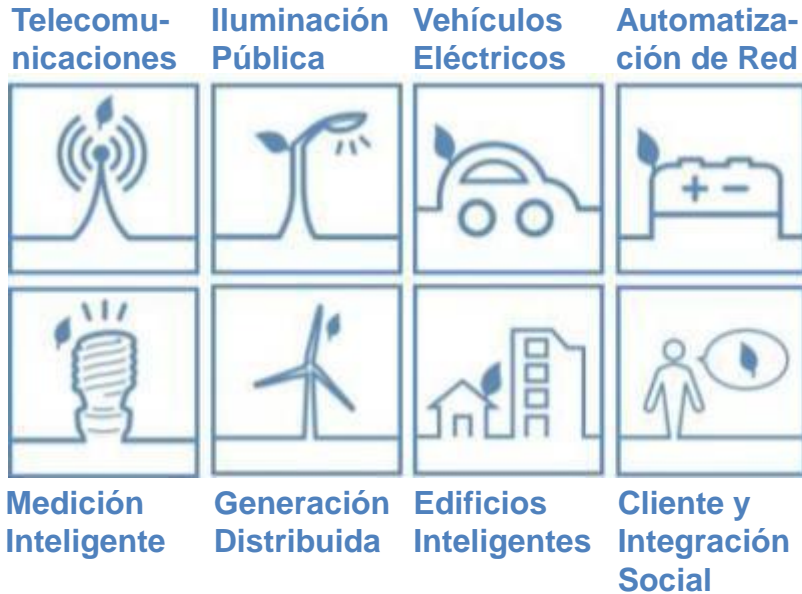 Telecomu-
nicaciones
Iluminación
Pública
Vehículos
Eléctricos
Automatiza-
ción de Red
+ −
Medición
Inteligente
Generación
Distribuida
Edificios
Inteligentes
Cliente y
Integración
Social